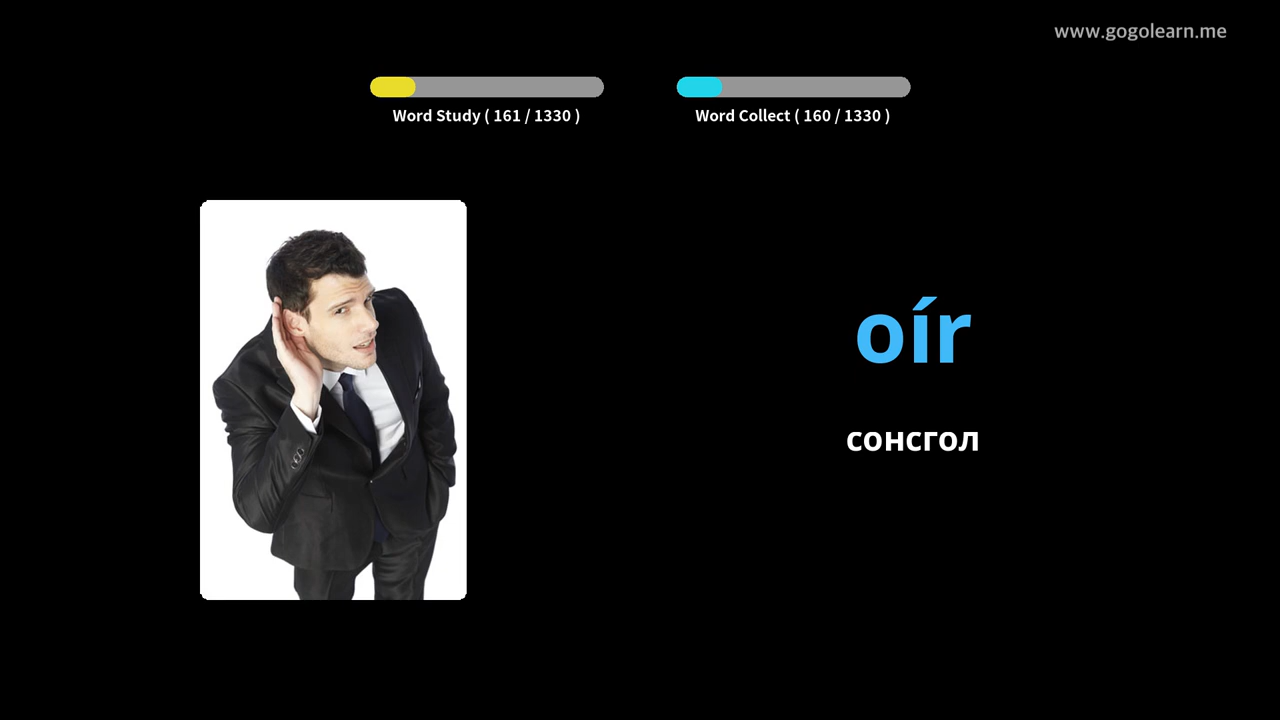 www.gogolearn.me
Word Study ( 161 / 1330 )
Word Collect ( 160 / 1330 )
oír
сонсгол